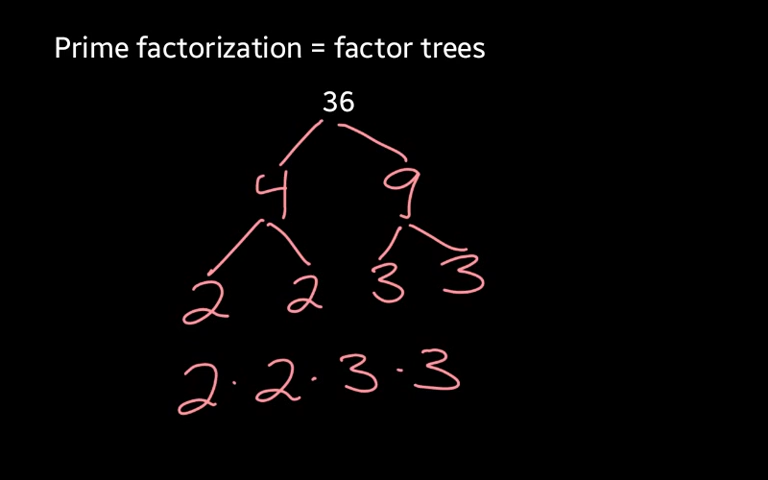 Prime factorization = factor trees
36
4 9
2 2 3 3
2 · 2 · 3 · 3